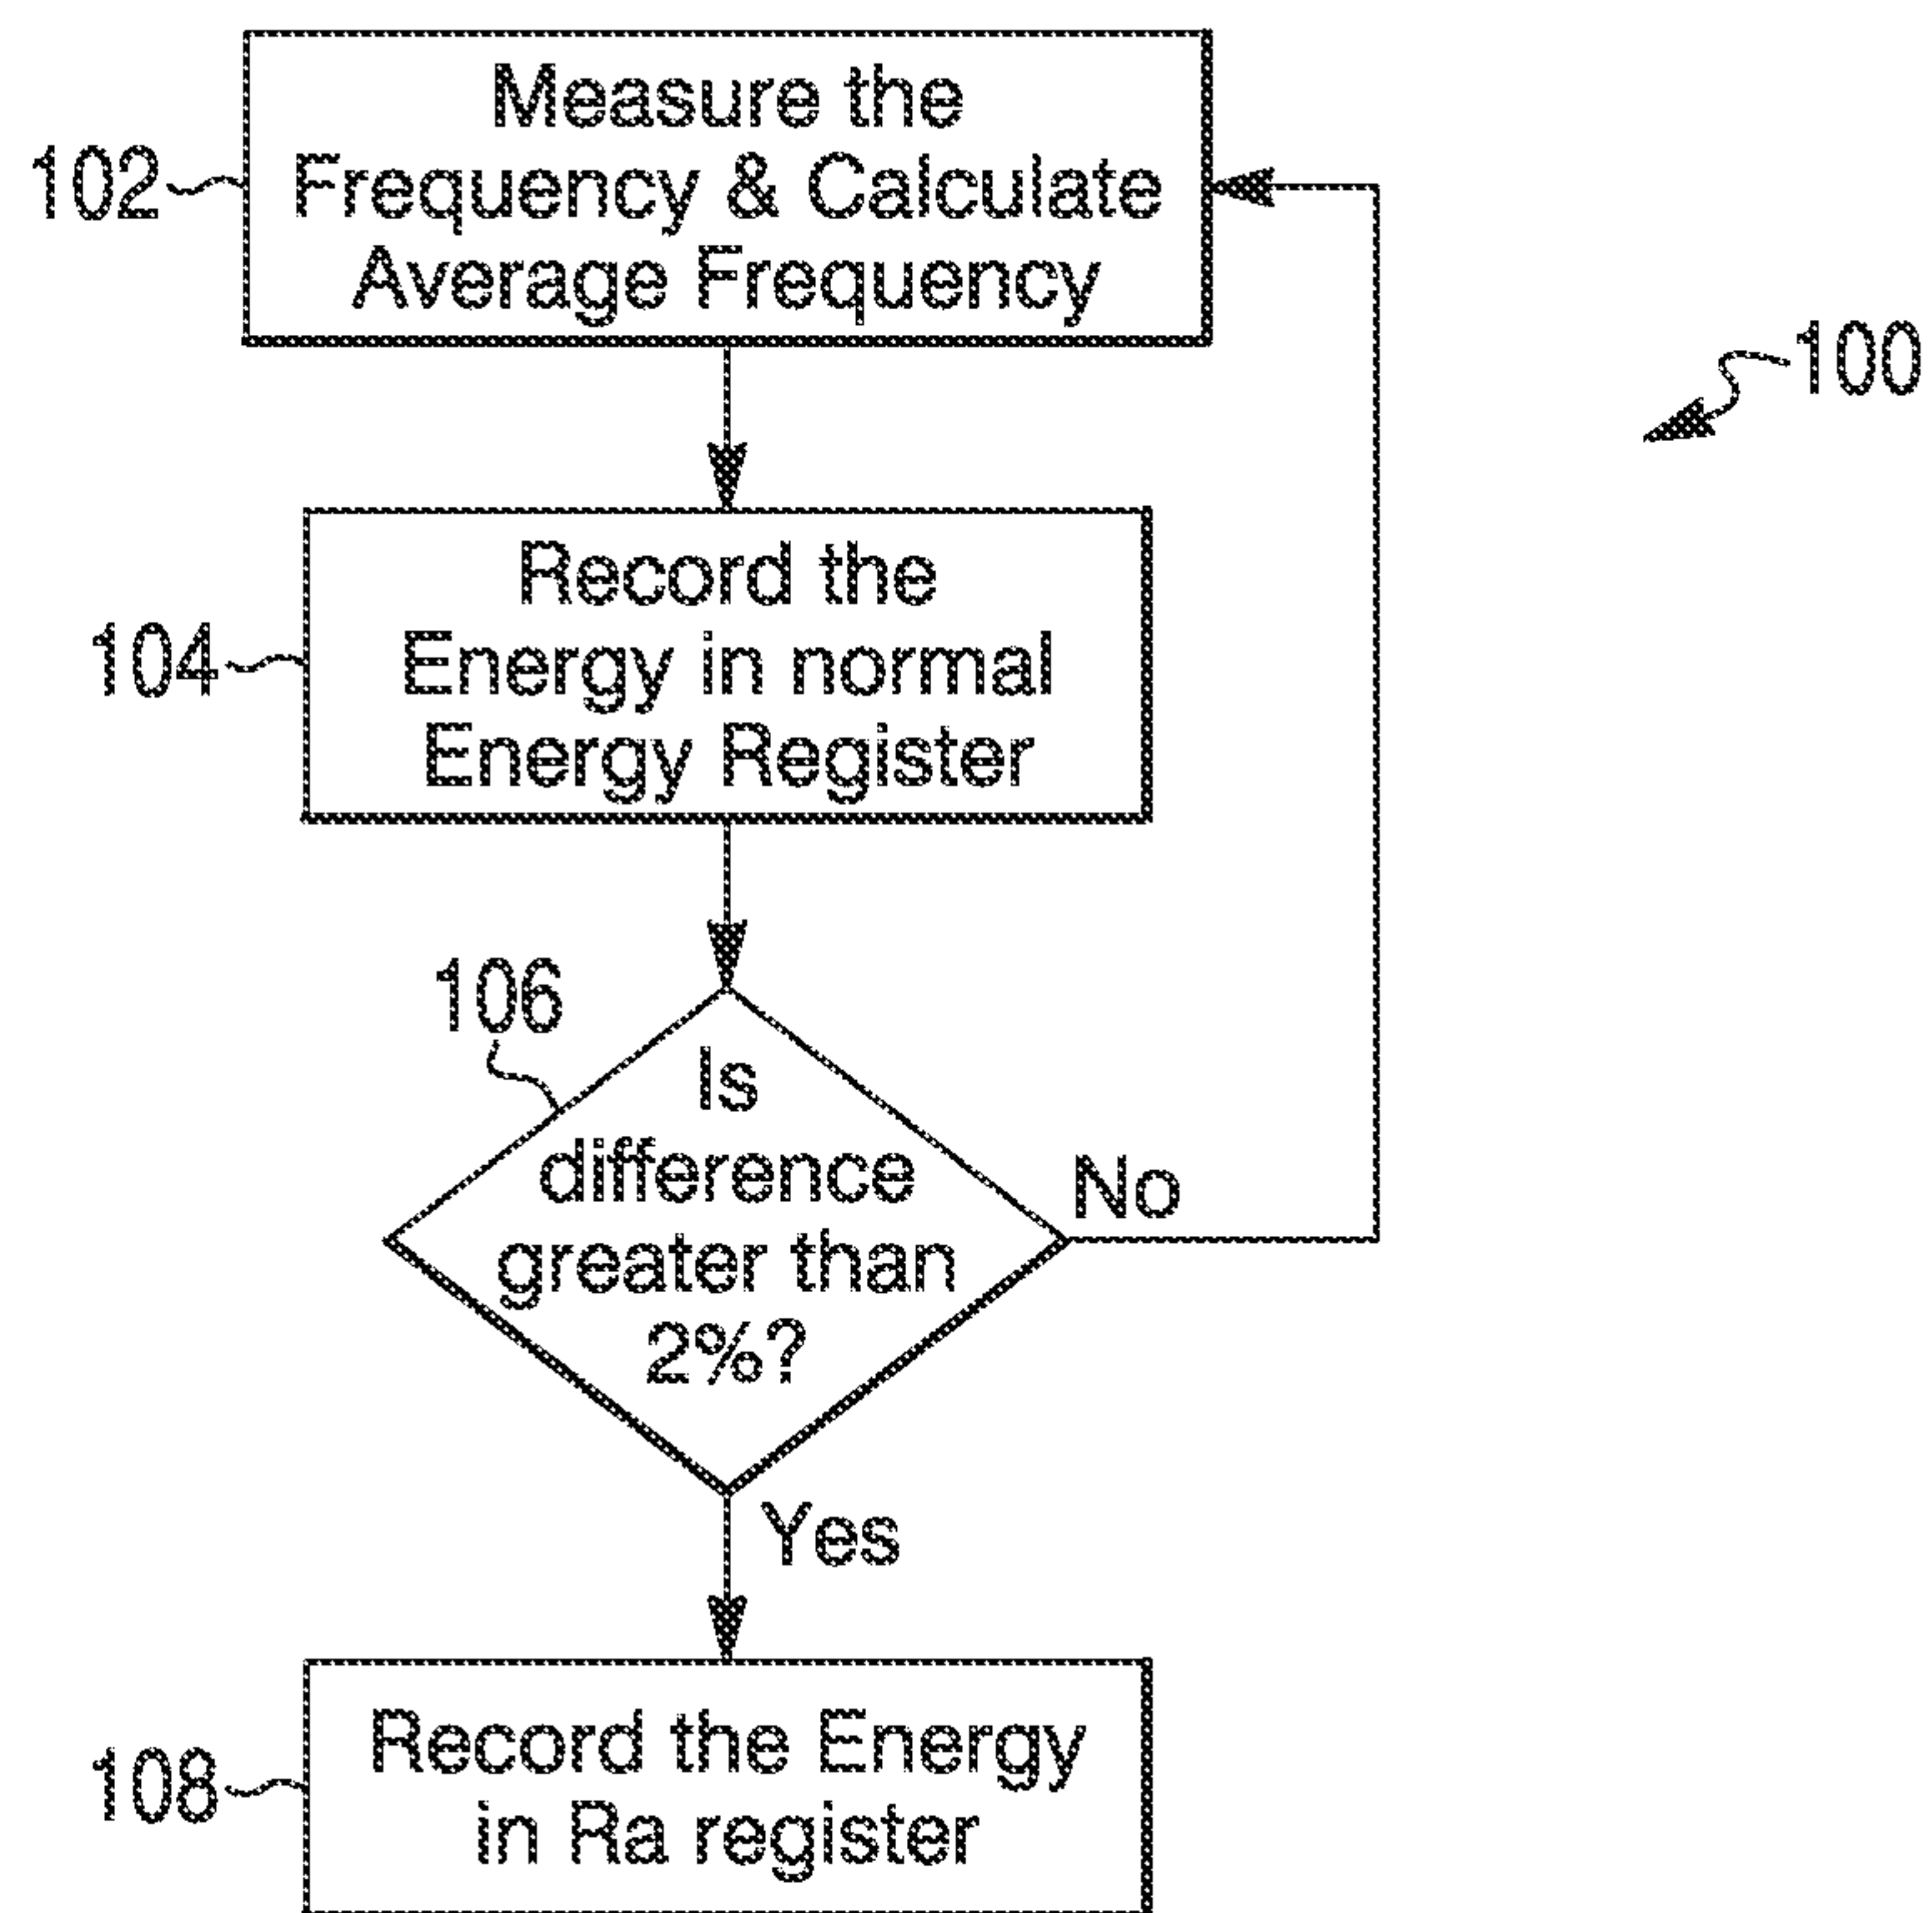 102
Measure the
Frequency & Calculate
Average Frequency
100
104
Record the
Energy in normal
Energy Register
106
Is
difference
greater than
2%?
No
Yes
108
Record the Energy
in Ra register